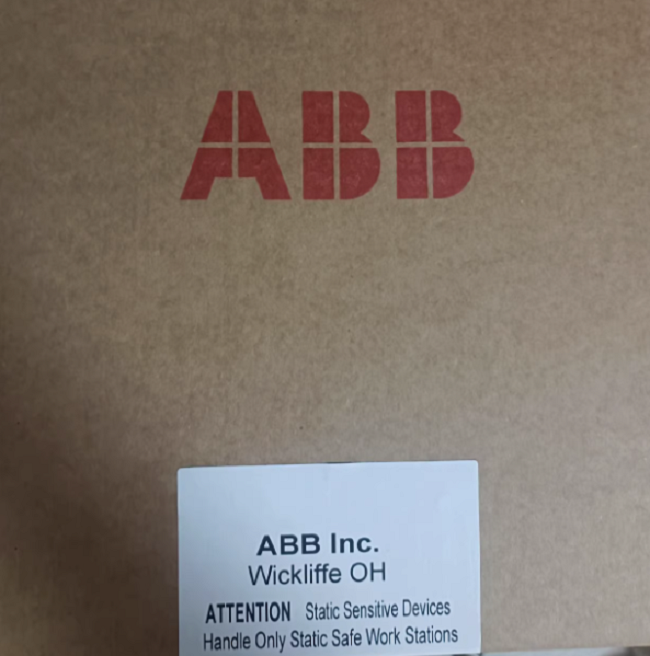 ABB
ABB Inc.
Wickliffe OH
ATTENTION Static Sensitive Devices
Handle Only Static Safe Work Stations